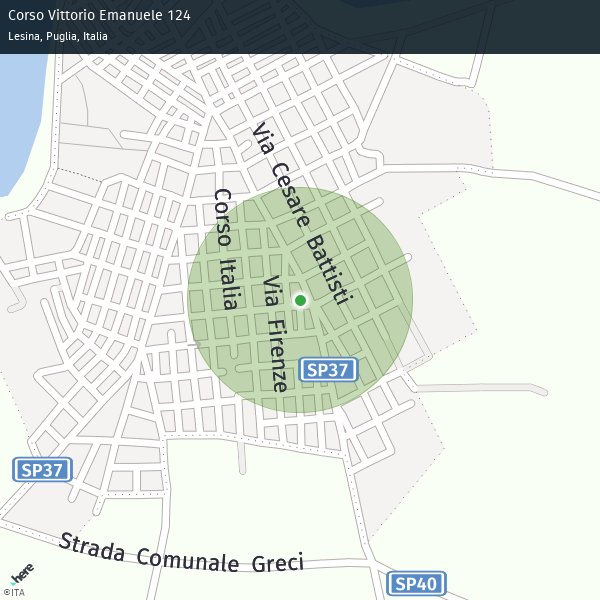 Corso Vittorio Emanuele 124
Lesina, Puglia, Italia
Via Cesare Battisti
Corso Italia
Via Firenze
SP37
SP37
Strada Comunale Greci
SP40
here
©ITA